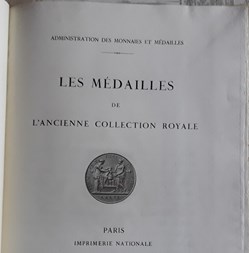 ADMINISTRATION DES MONNAIES ET MÉDAILLES
LES MÉDAILLES
DE
L'ANCIENNE COLLECTION ROYALE
PARIS
IMPRIMERIE NATIONALE